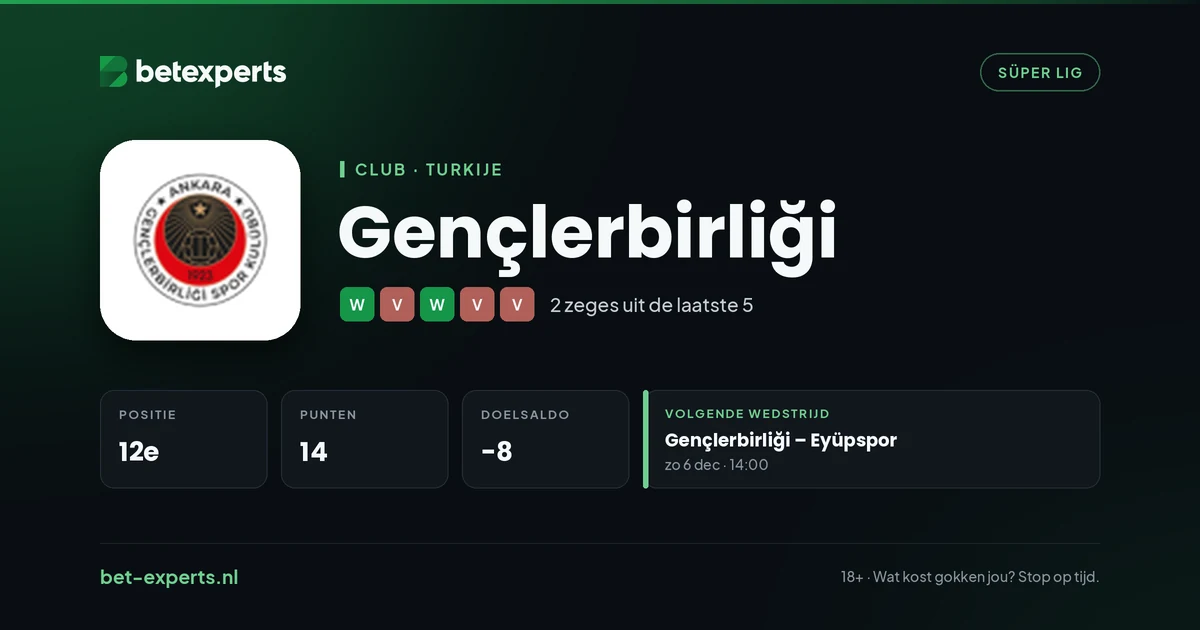 betexperts
SÜPER LIG
ANKARA
GENÇLERBİRLİĞİ SPOR KULÜBÜ
1923
CLUB · TURKIJE
Gençlerbirliği
W V W V V 2 zeges uit de laatste 5
POSITIE
12e
PUNTEN
14
DOELSALDO
-8
VOLGENDE WEDSTRIJD
Gençlerbirliği – Eyüpspor
zo 6 dec · 14:00
bet-experts.nl
18+ · Wat kost gokken jou? Stop op tijd.